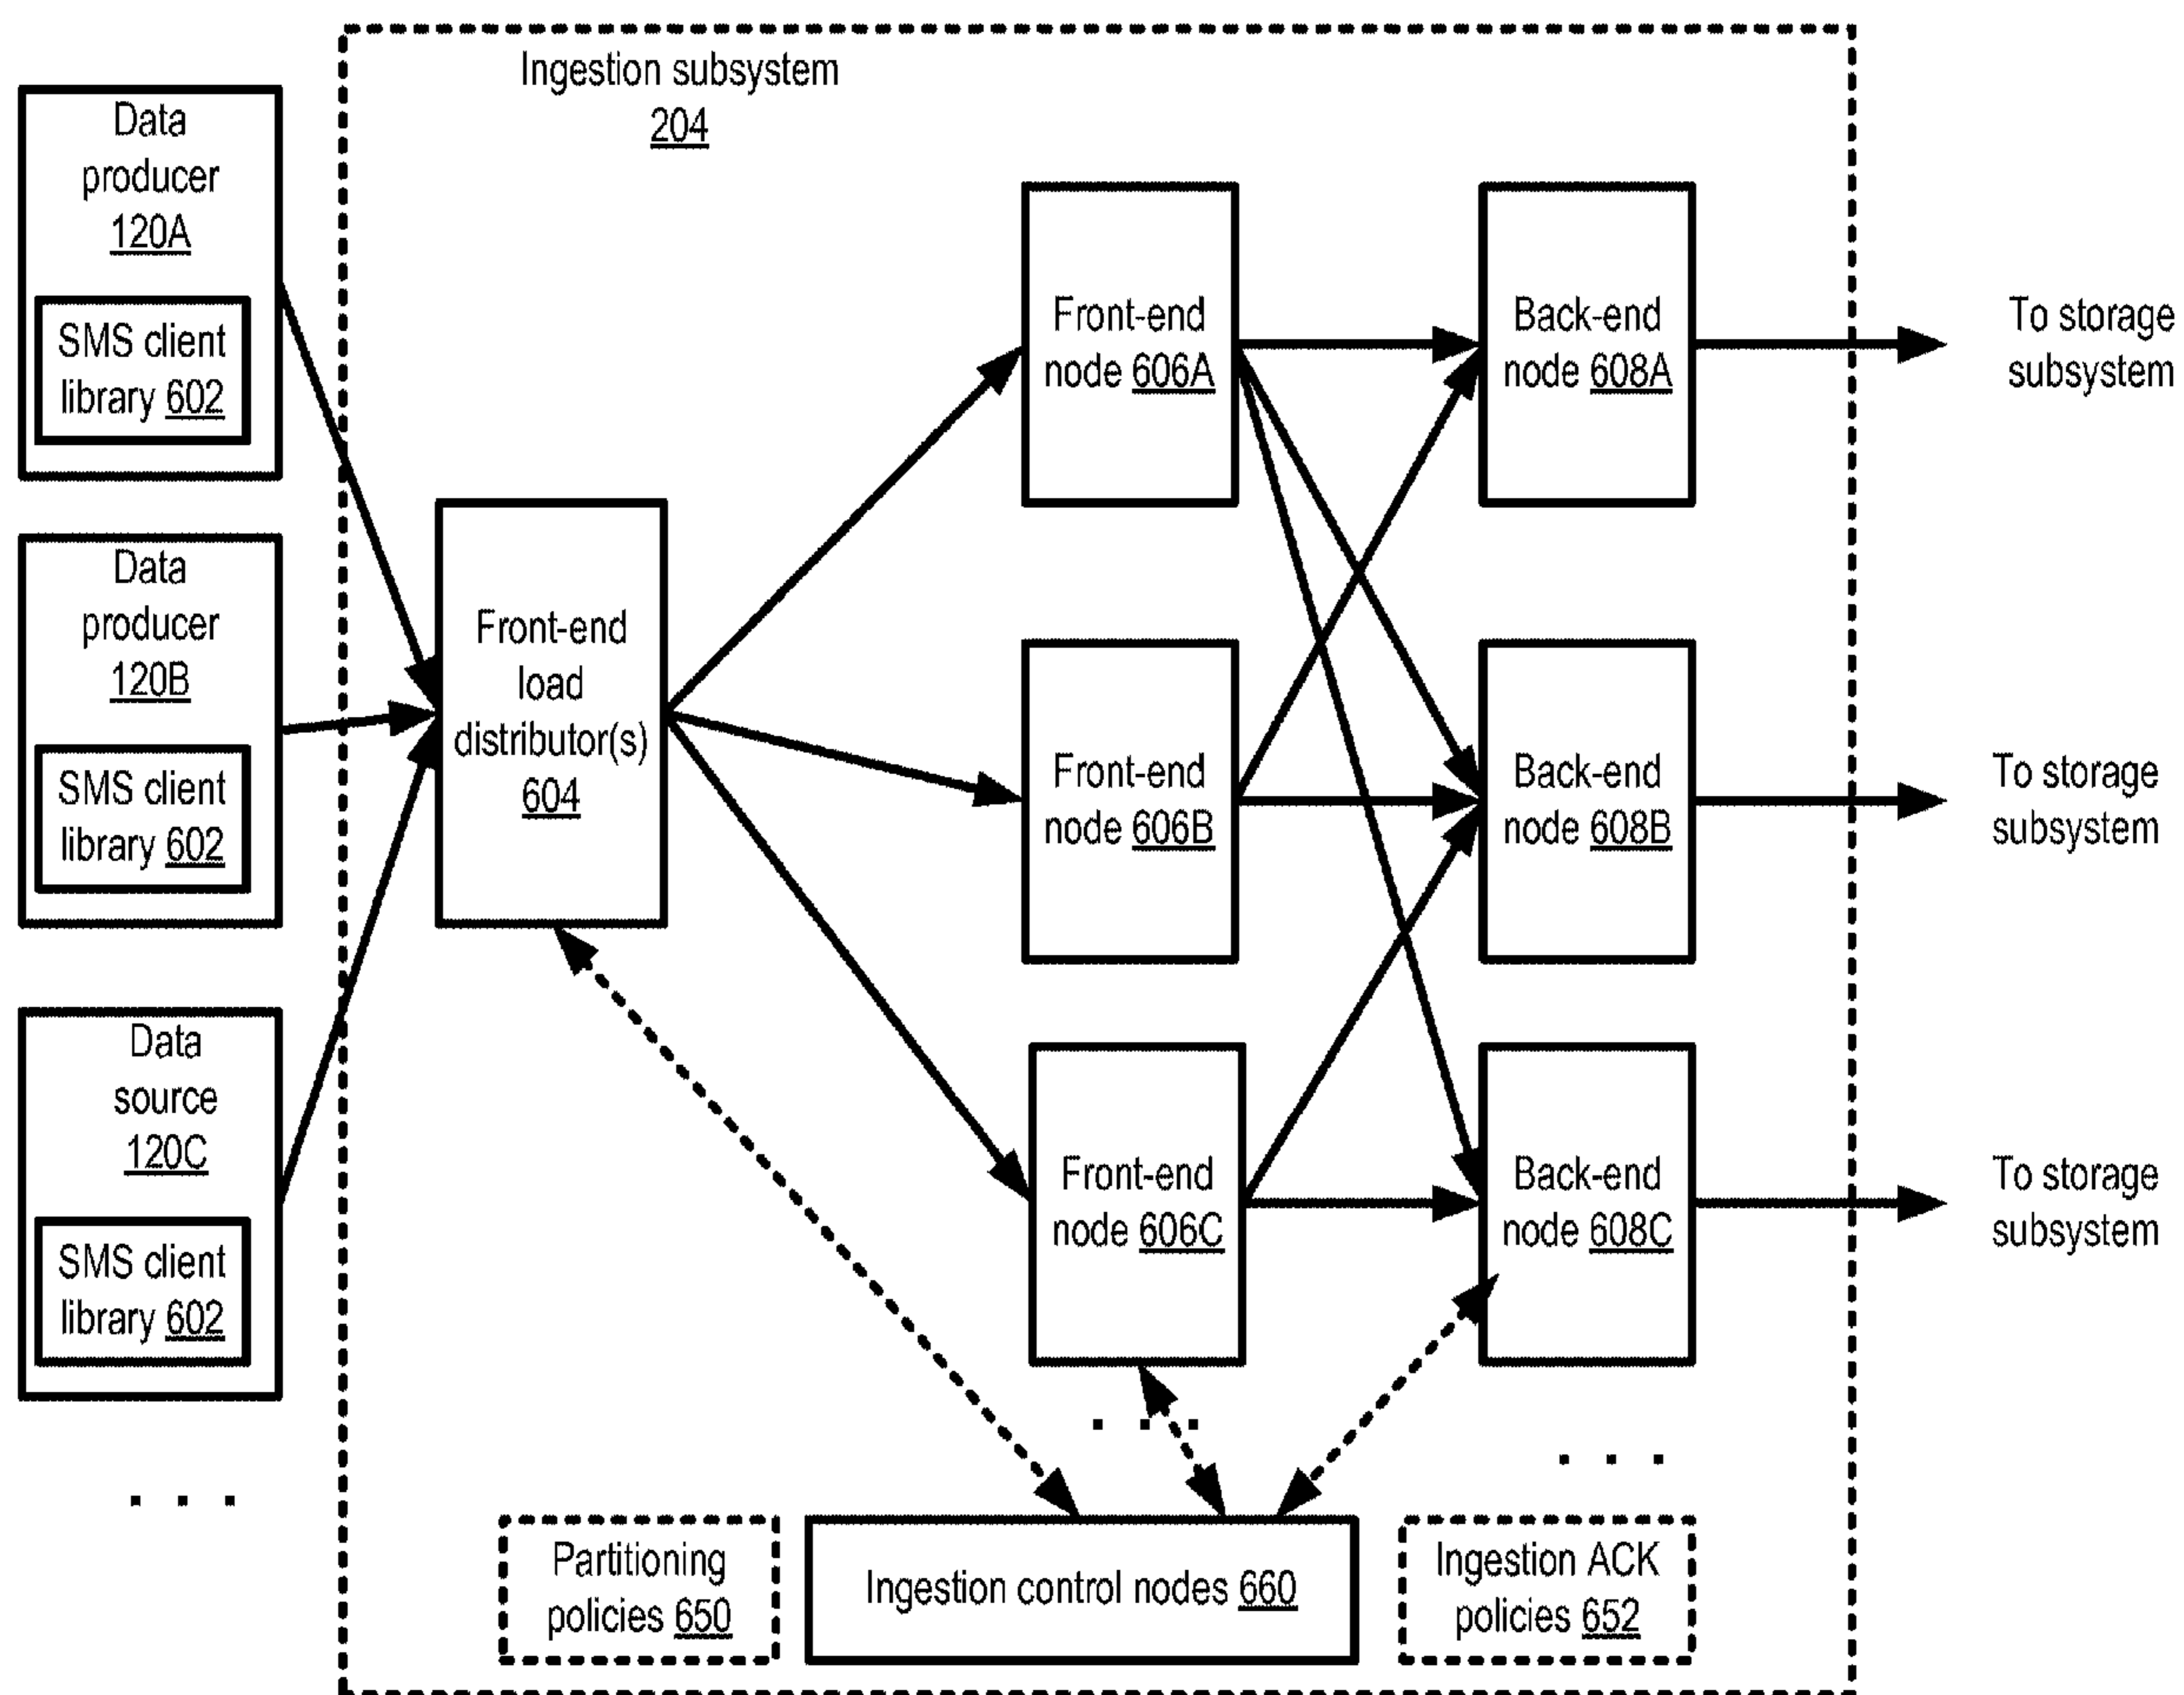 Ingestion subsystem
204
Data
producer
120A
SMS client
library 602
Data
producer
120B
SMS client
library 602
Data
source
120C
SMS client
library 602
. . .
Front-end
load
distributor(s)
604
Front-end
node 606A
Front-end
node 606B
Front-end
node 606C
. . .
Back-end
node 608A
Back-end
node 608B
Back-end
node 608C
. . .
To storage
subsystem
To storage
subsystem
To storage
subsystem
Partitioning
policies 650
Ingestion control nodes 660
Ingestion ACK
policies 652